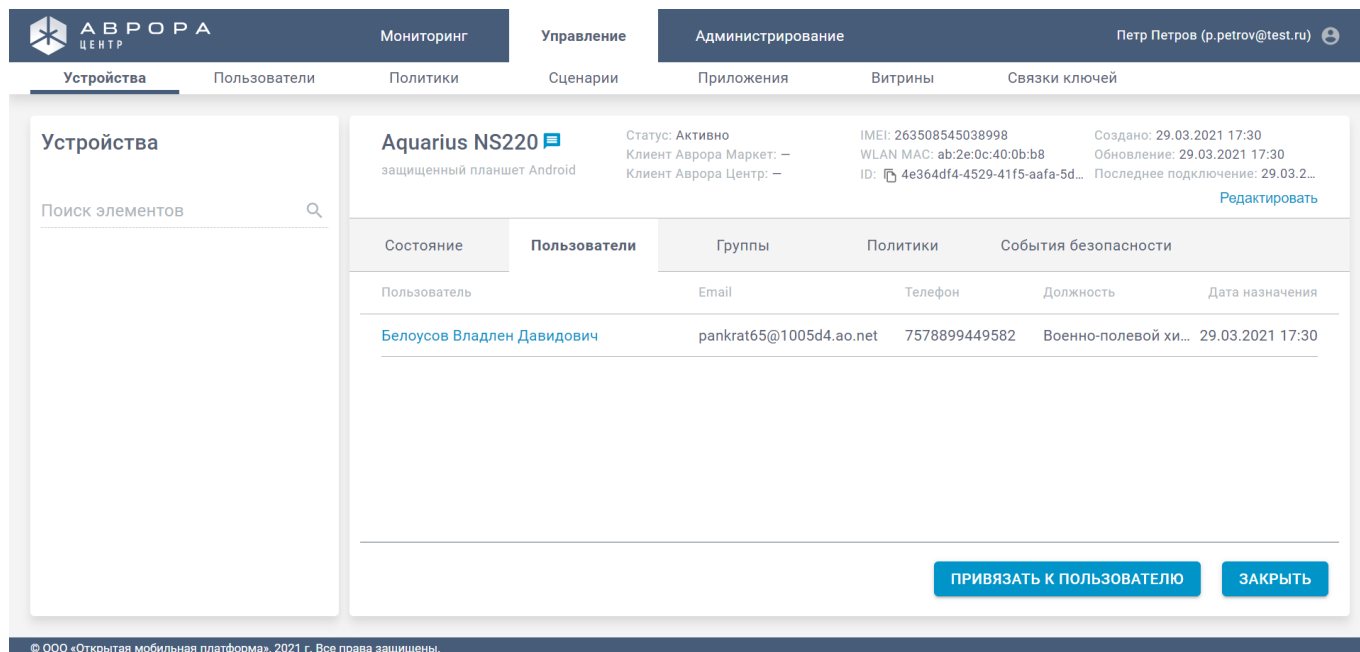 АВРОРА
ЦЕНТР
Мониторинг Управление Администрирование Петр Петров (p.petrov@test.ru)
Устройства Пользователи Политики Сценарии Приложения Витрины Связки ключей
Устройства
Поиск элементов
Aquarius NS220
защищенный планшет Android
Статус: Активно
Клиент Аврора Маркет: —
Клиент Аврора Центр: —
IMEI: 263508545038998
WLAN MAC: ab:2e:0c:40:0b:b8
ID: 4e364df4-4529-41f5-aafa-5d...
Создано: 29.03.2021 17:30
Обновление: 29.03.2021 17:30
Последнее подключение: 29.03.2...
Редактировать
Состояние Пользователи Группы Политики События безопасности
Пользователь Email Телефон Должность Дата назначения
Белоусов Владлен Давидович pankrat65@1005d4.ao.net 7578899449582 Военно-полевой хи... 29.03.2021 17:30
ПРИВЯЗАТЬ К ПОЛЬЗОВАТЕЛЮ ЗАКРЫТЬ
© ООО «Открытая мобильная платформа», 2021 г. Все права защищены.